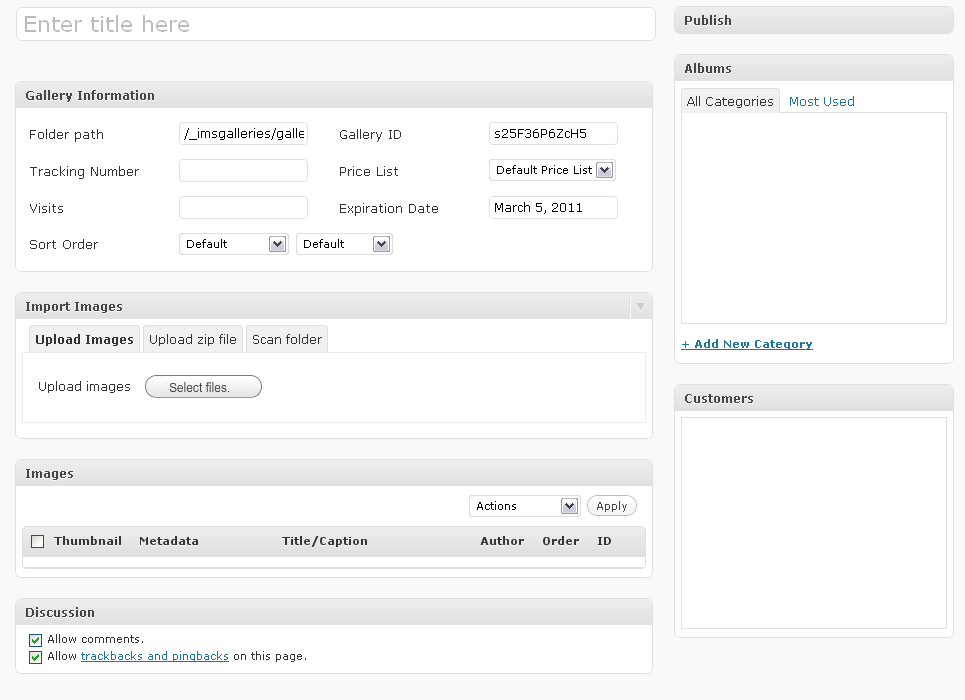 Enter title here
Gallery Information
Folder path /_imsgalleries/galle Gallery ID s25F36P6ZcH5
Tracking Number Price List Default Price List
Visits Expiration Date March 5, 2011
Sort Order Default Default
Import Images
Upload Images Upload zip file Scan folder
Upload images Select files.
Images
Actions Apply
Thumbnail Metadata Title/Caption Author Order ID
Discussion
Allow comments.
Allow trackbacks and pingbacks on this page.
Publish
Albums
All Categories Most Used
+ Add New Category
Customers